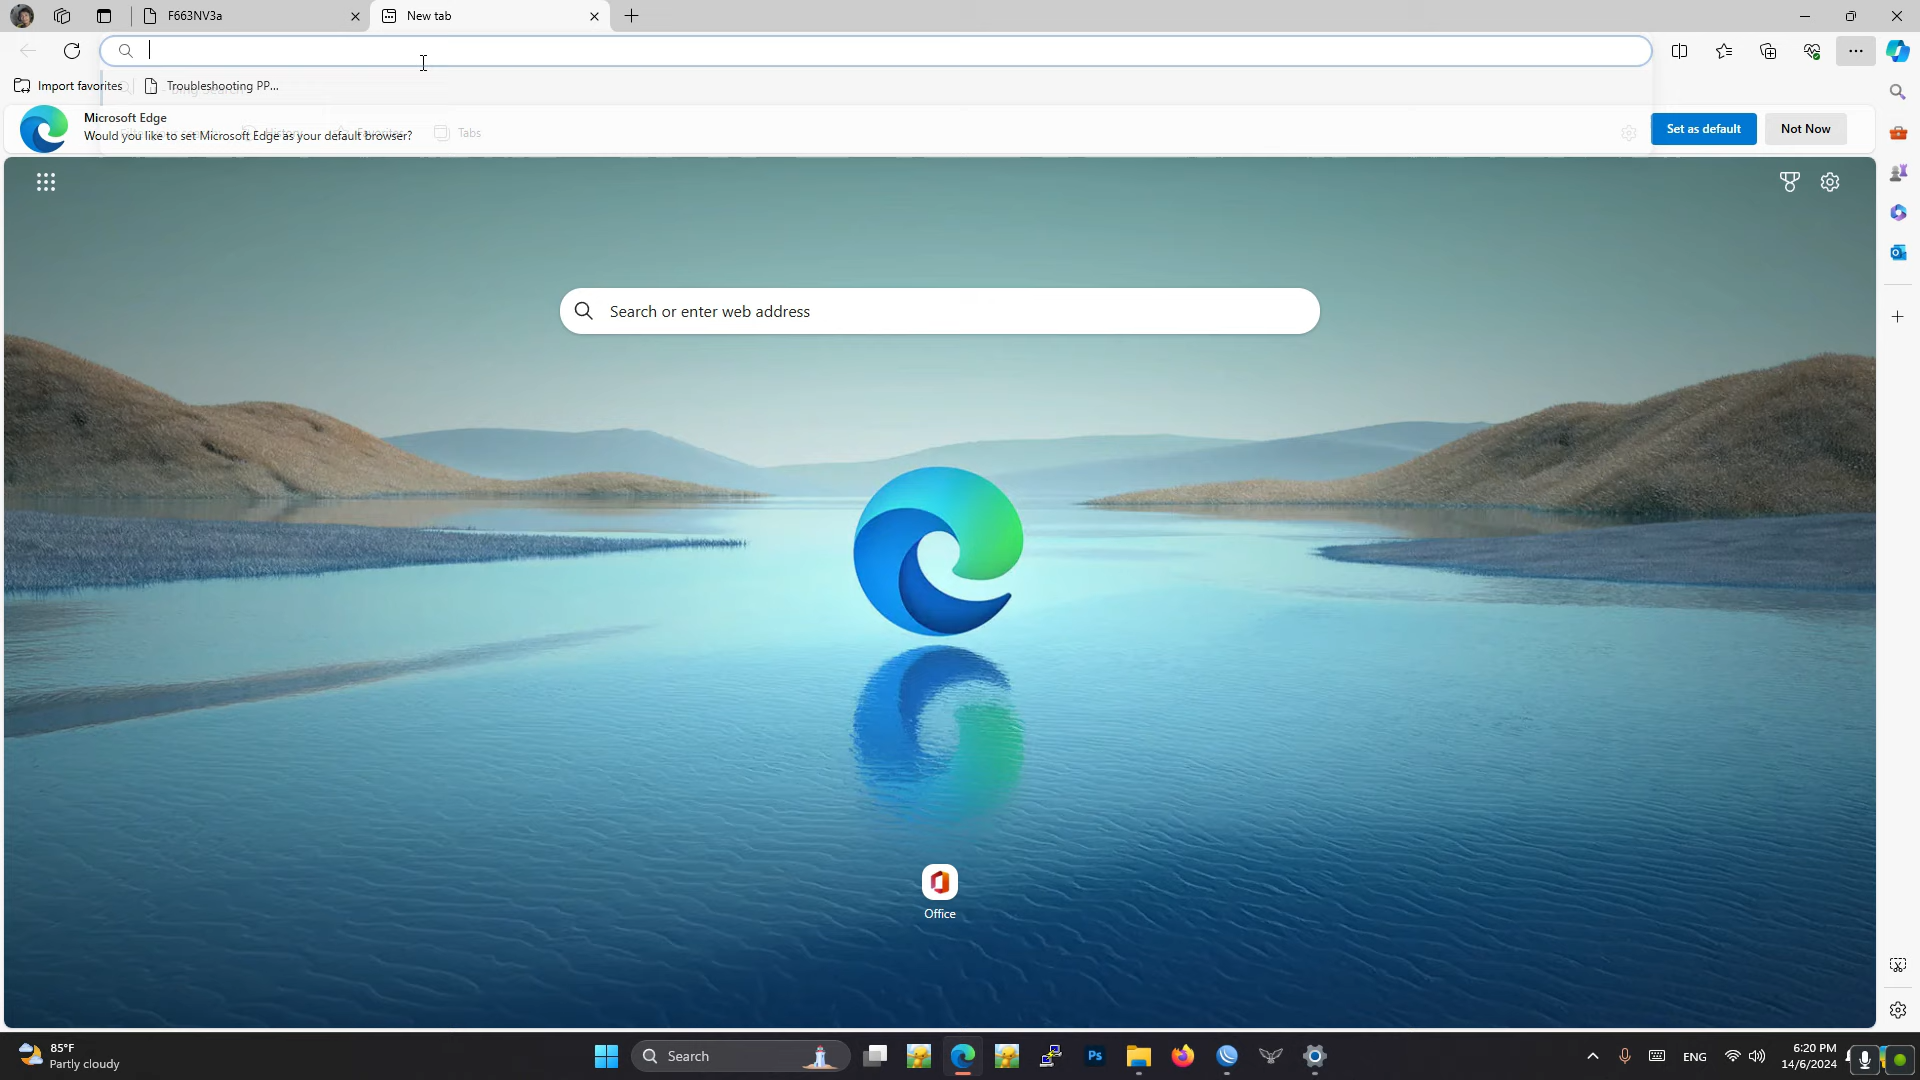 F663NV3a
New tab
Import favorites
Troubleshooting PP...
Microsoft Edge
Would you like to set Microsoft Edge as your default browser?
Tabs
Set as default
Not Now
Search or enter web address
Office
85°F
Partly cloudy
Search
Ps
ENG
6:20 PM
14/6/2024